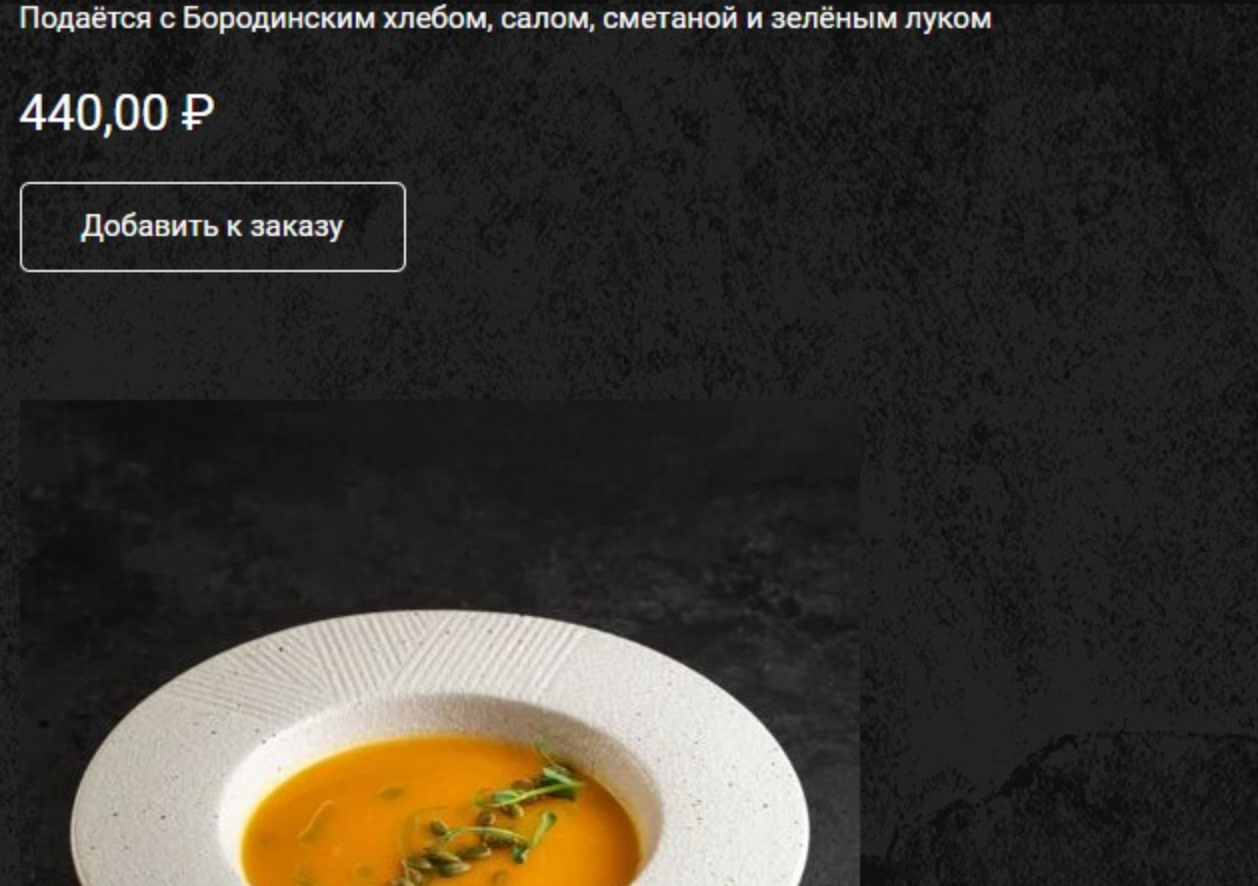 Подаётся с Бородинским хлебом, салом, сметаной и зелёным луком
440,00 ₽
Добавить к заказу